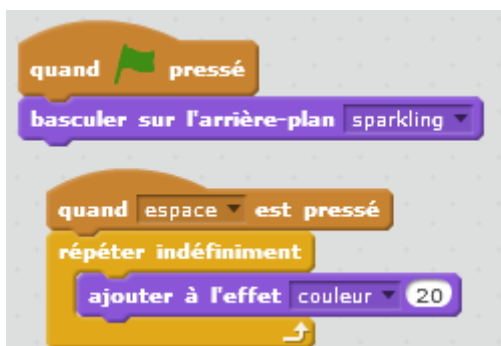 quand pressé
basculer sur l'arrière-plan sparkling
quand espace est pressé
répéter indéfiniment
ajouter à l'effet couleur 20